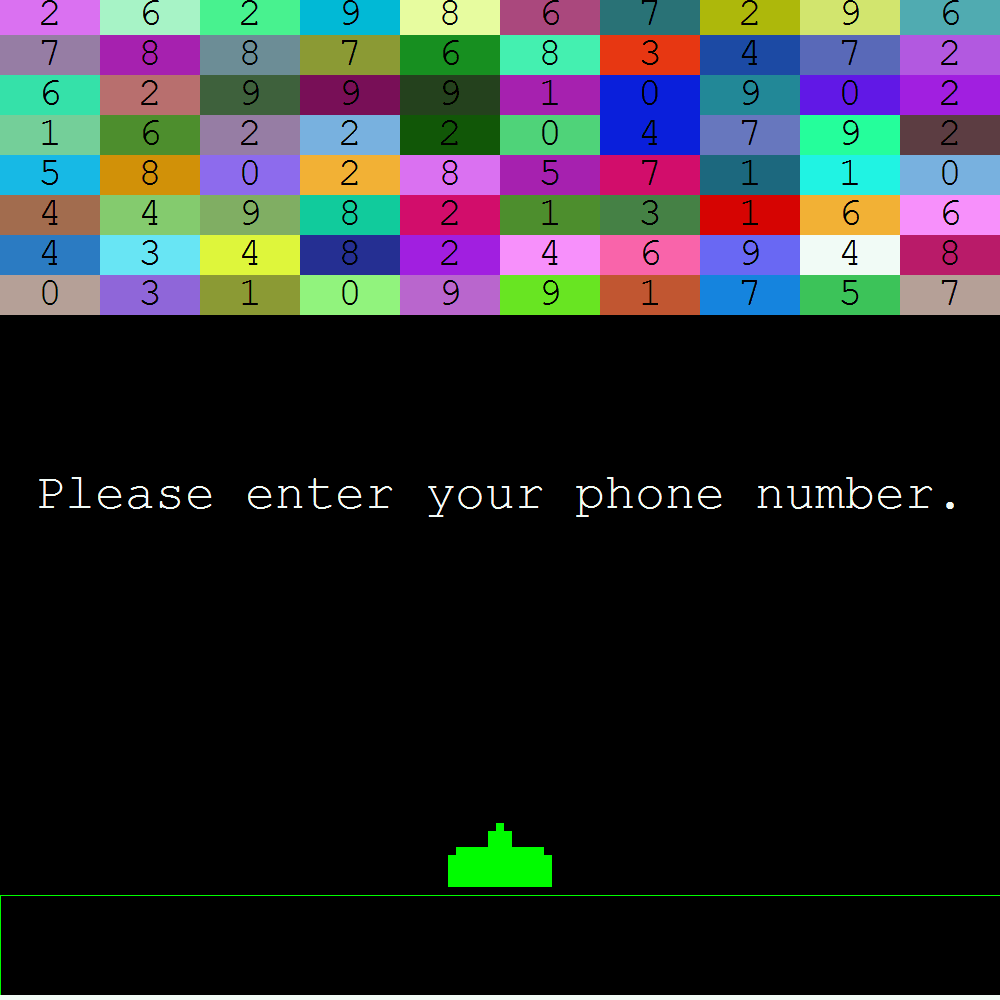 2 6 2 9 8 6 7 2 9 6
7 8 8 7 6 8 3 4 7 2
6 2 9 9 9 1 0 9 0 2
1 6 2 2 2 0 4 7 9 2
5 8 0 2 8 5 7 1 1 0
4 4 9 8 2 1 3 1 6 6
4 3 4 8 2 4 6 9 4 8
0 3 1 0 9 9 1 7 5 7
Please enter your phone number.